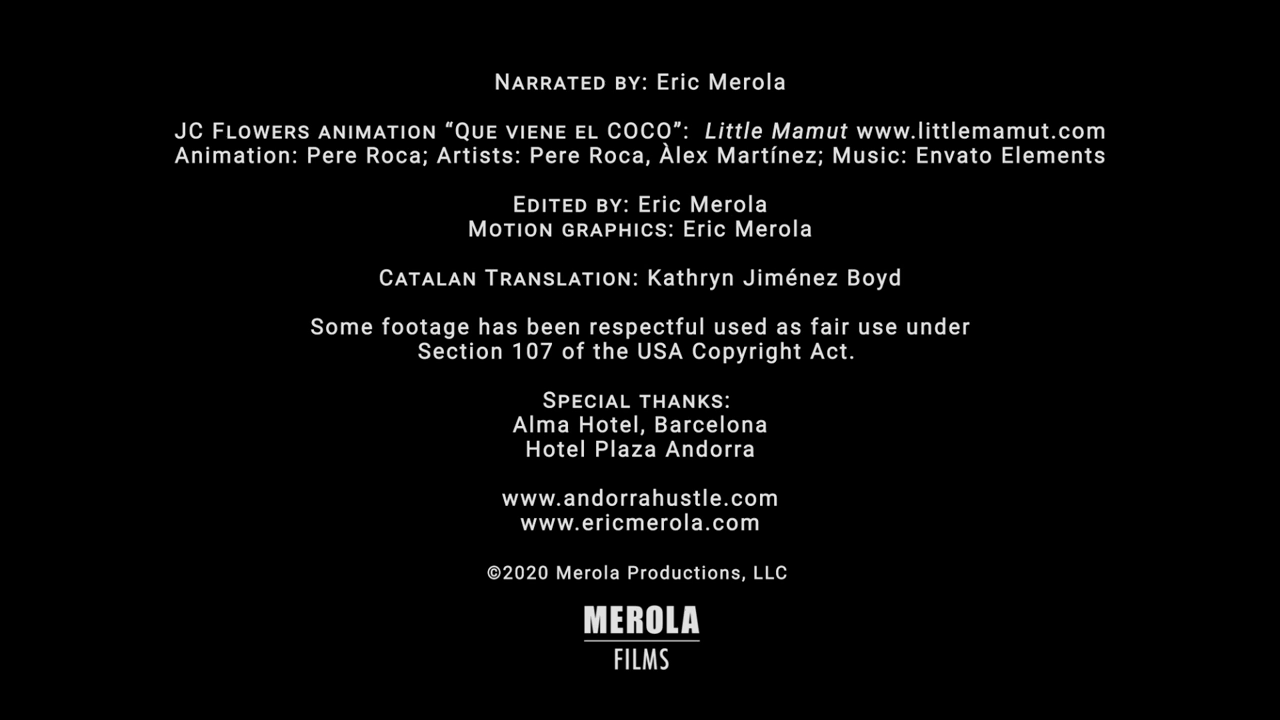 Narrated by: Eric Merola
JC Flowers animation “Que viene el COCO”: Little Mamut www.littlemamut.com
Animation: Pere Roca; Artists: Pere Roca, Àlex Martínez; Music: Envato Elements
Edited by: Eric Merola
Motion graphics: Eric Merola
Catalan Translation: Kathryn Jiménez Boyd
Some footage has been respectful used as fair use under
Section 107 of the USA Copyright Act.
Special thanks:
Alma Hotel, Barcelona
Hotel Plaza Andorra
www.andorrahustle.com
www.ericmerola.com
©2020 Merola Productions, LLC
MEROLA
FILMS